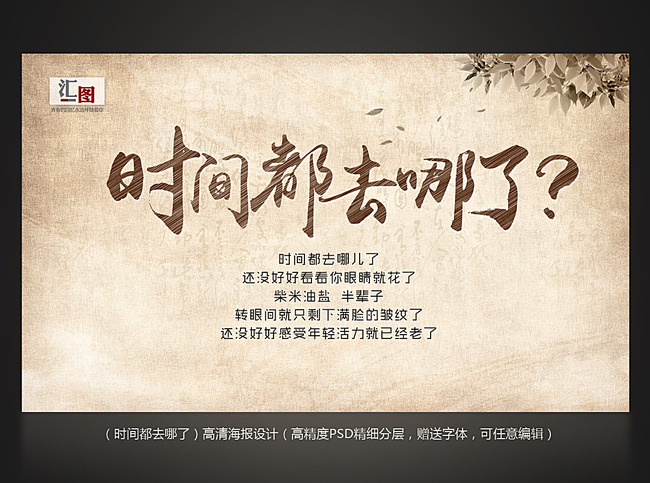 汇图
时间都去哪了?
时间都去哪儿了
还没好好看看你眼睛就花了
柴米油盐 半辈子
转眼间就只剩下满脸的皱纹了
还没好好感受年轻活力就已经老了
(时间都去哪了)高清海报设计(高精度PSD精细分层,赠送字体,可任意编辑)